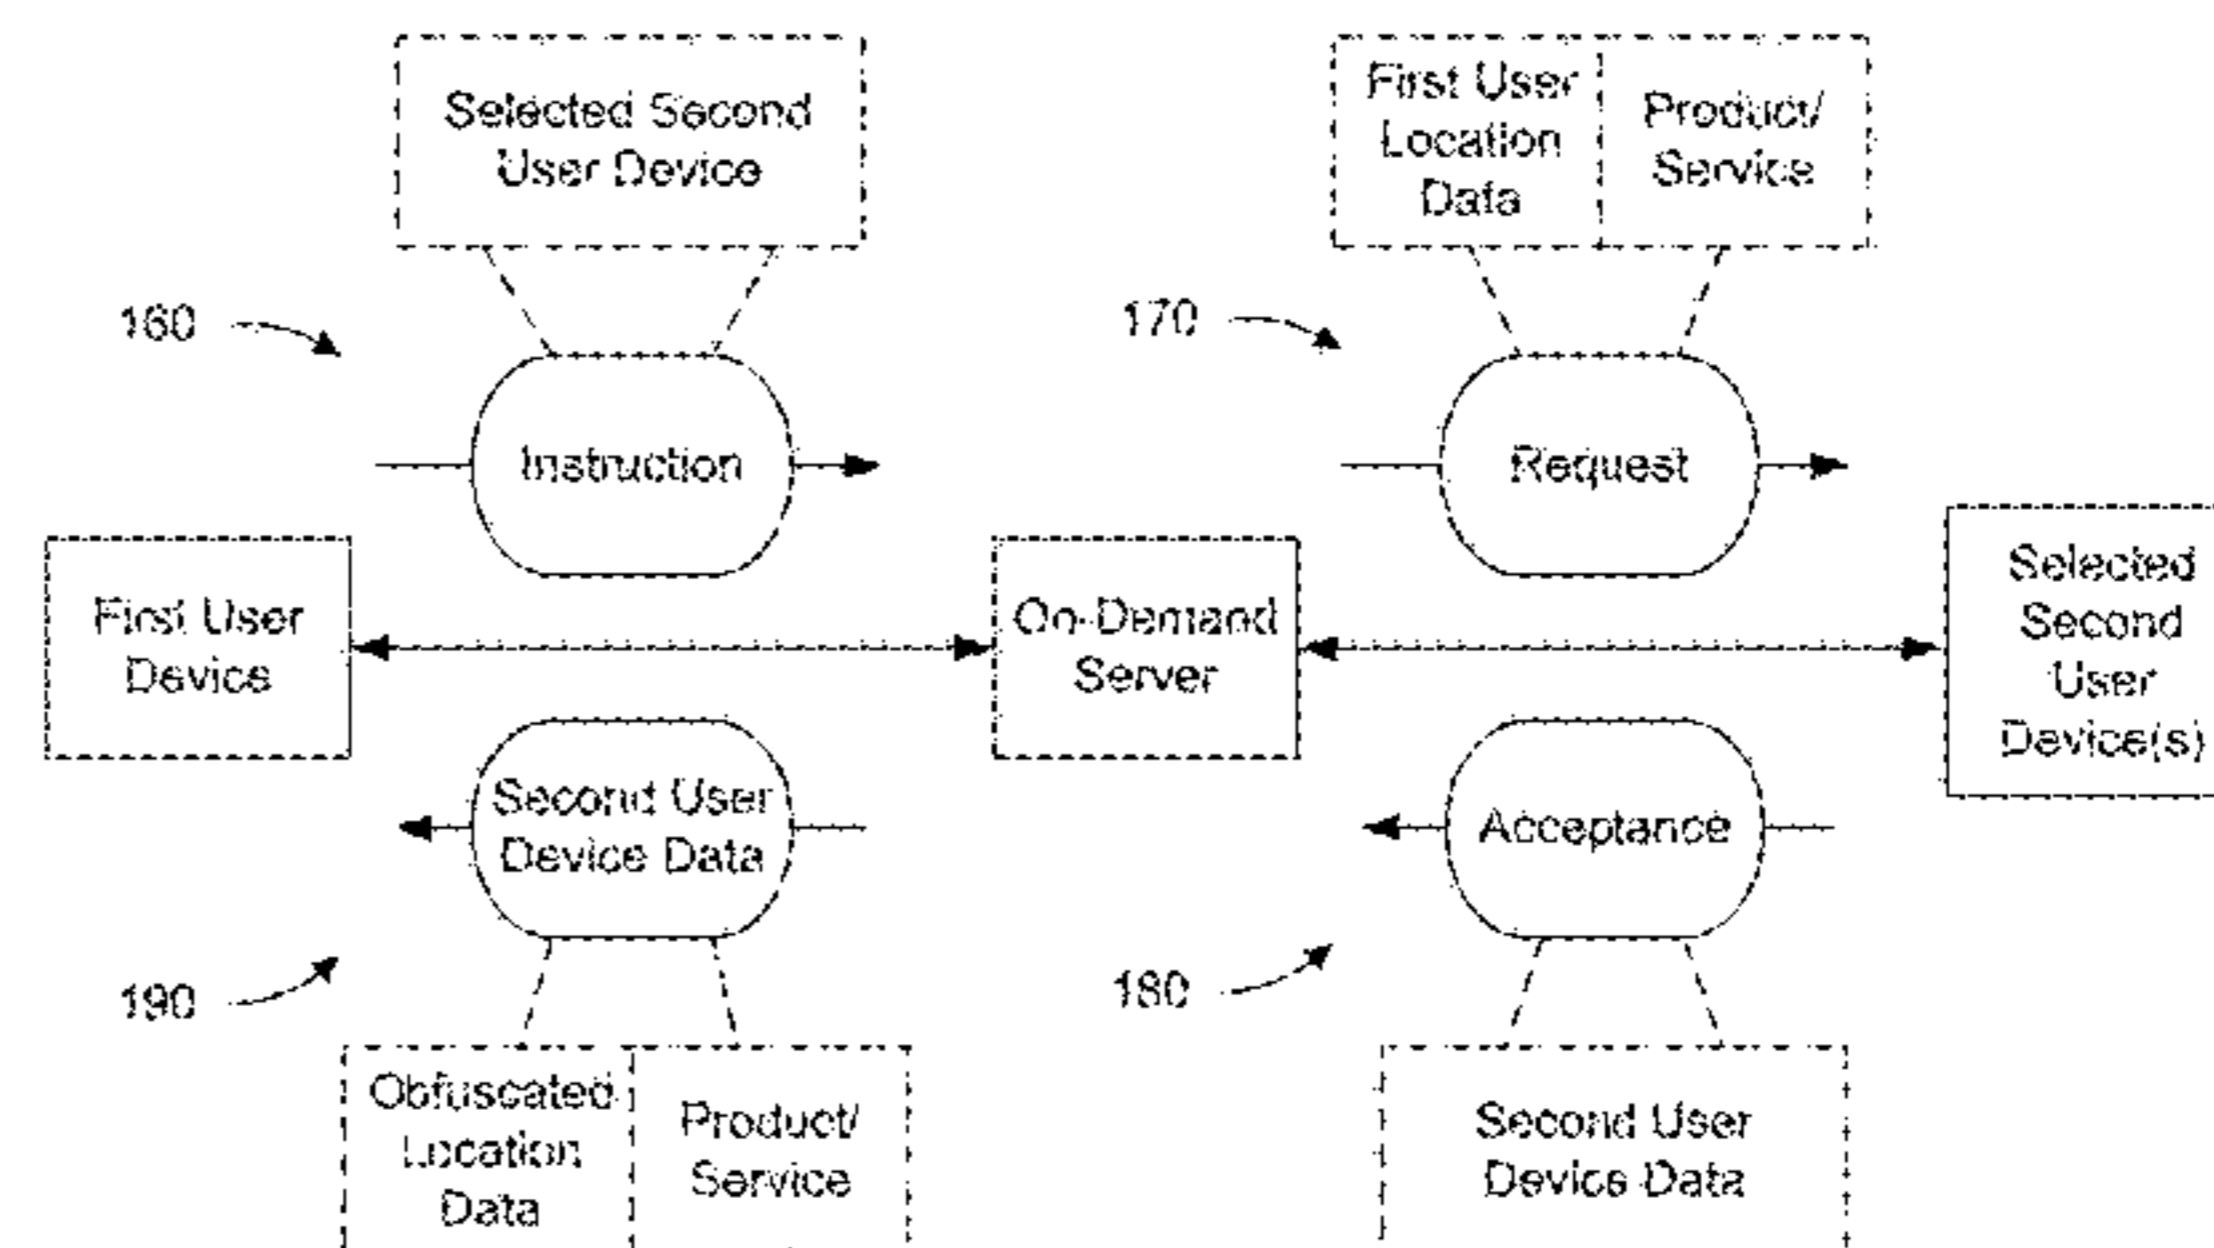 Selected Second
User Device
First User
Location
Data
Product/
Service
160
170
Instruction
Request
First User
Device
On-Demand
Server
Selected
Second
User
Device(s)
Second User
Device Data
Acceptance
190
180
Obfuscated
Location
Data
Product/
Service
Second User
Device Data